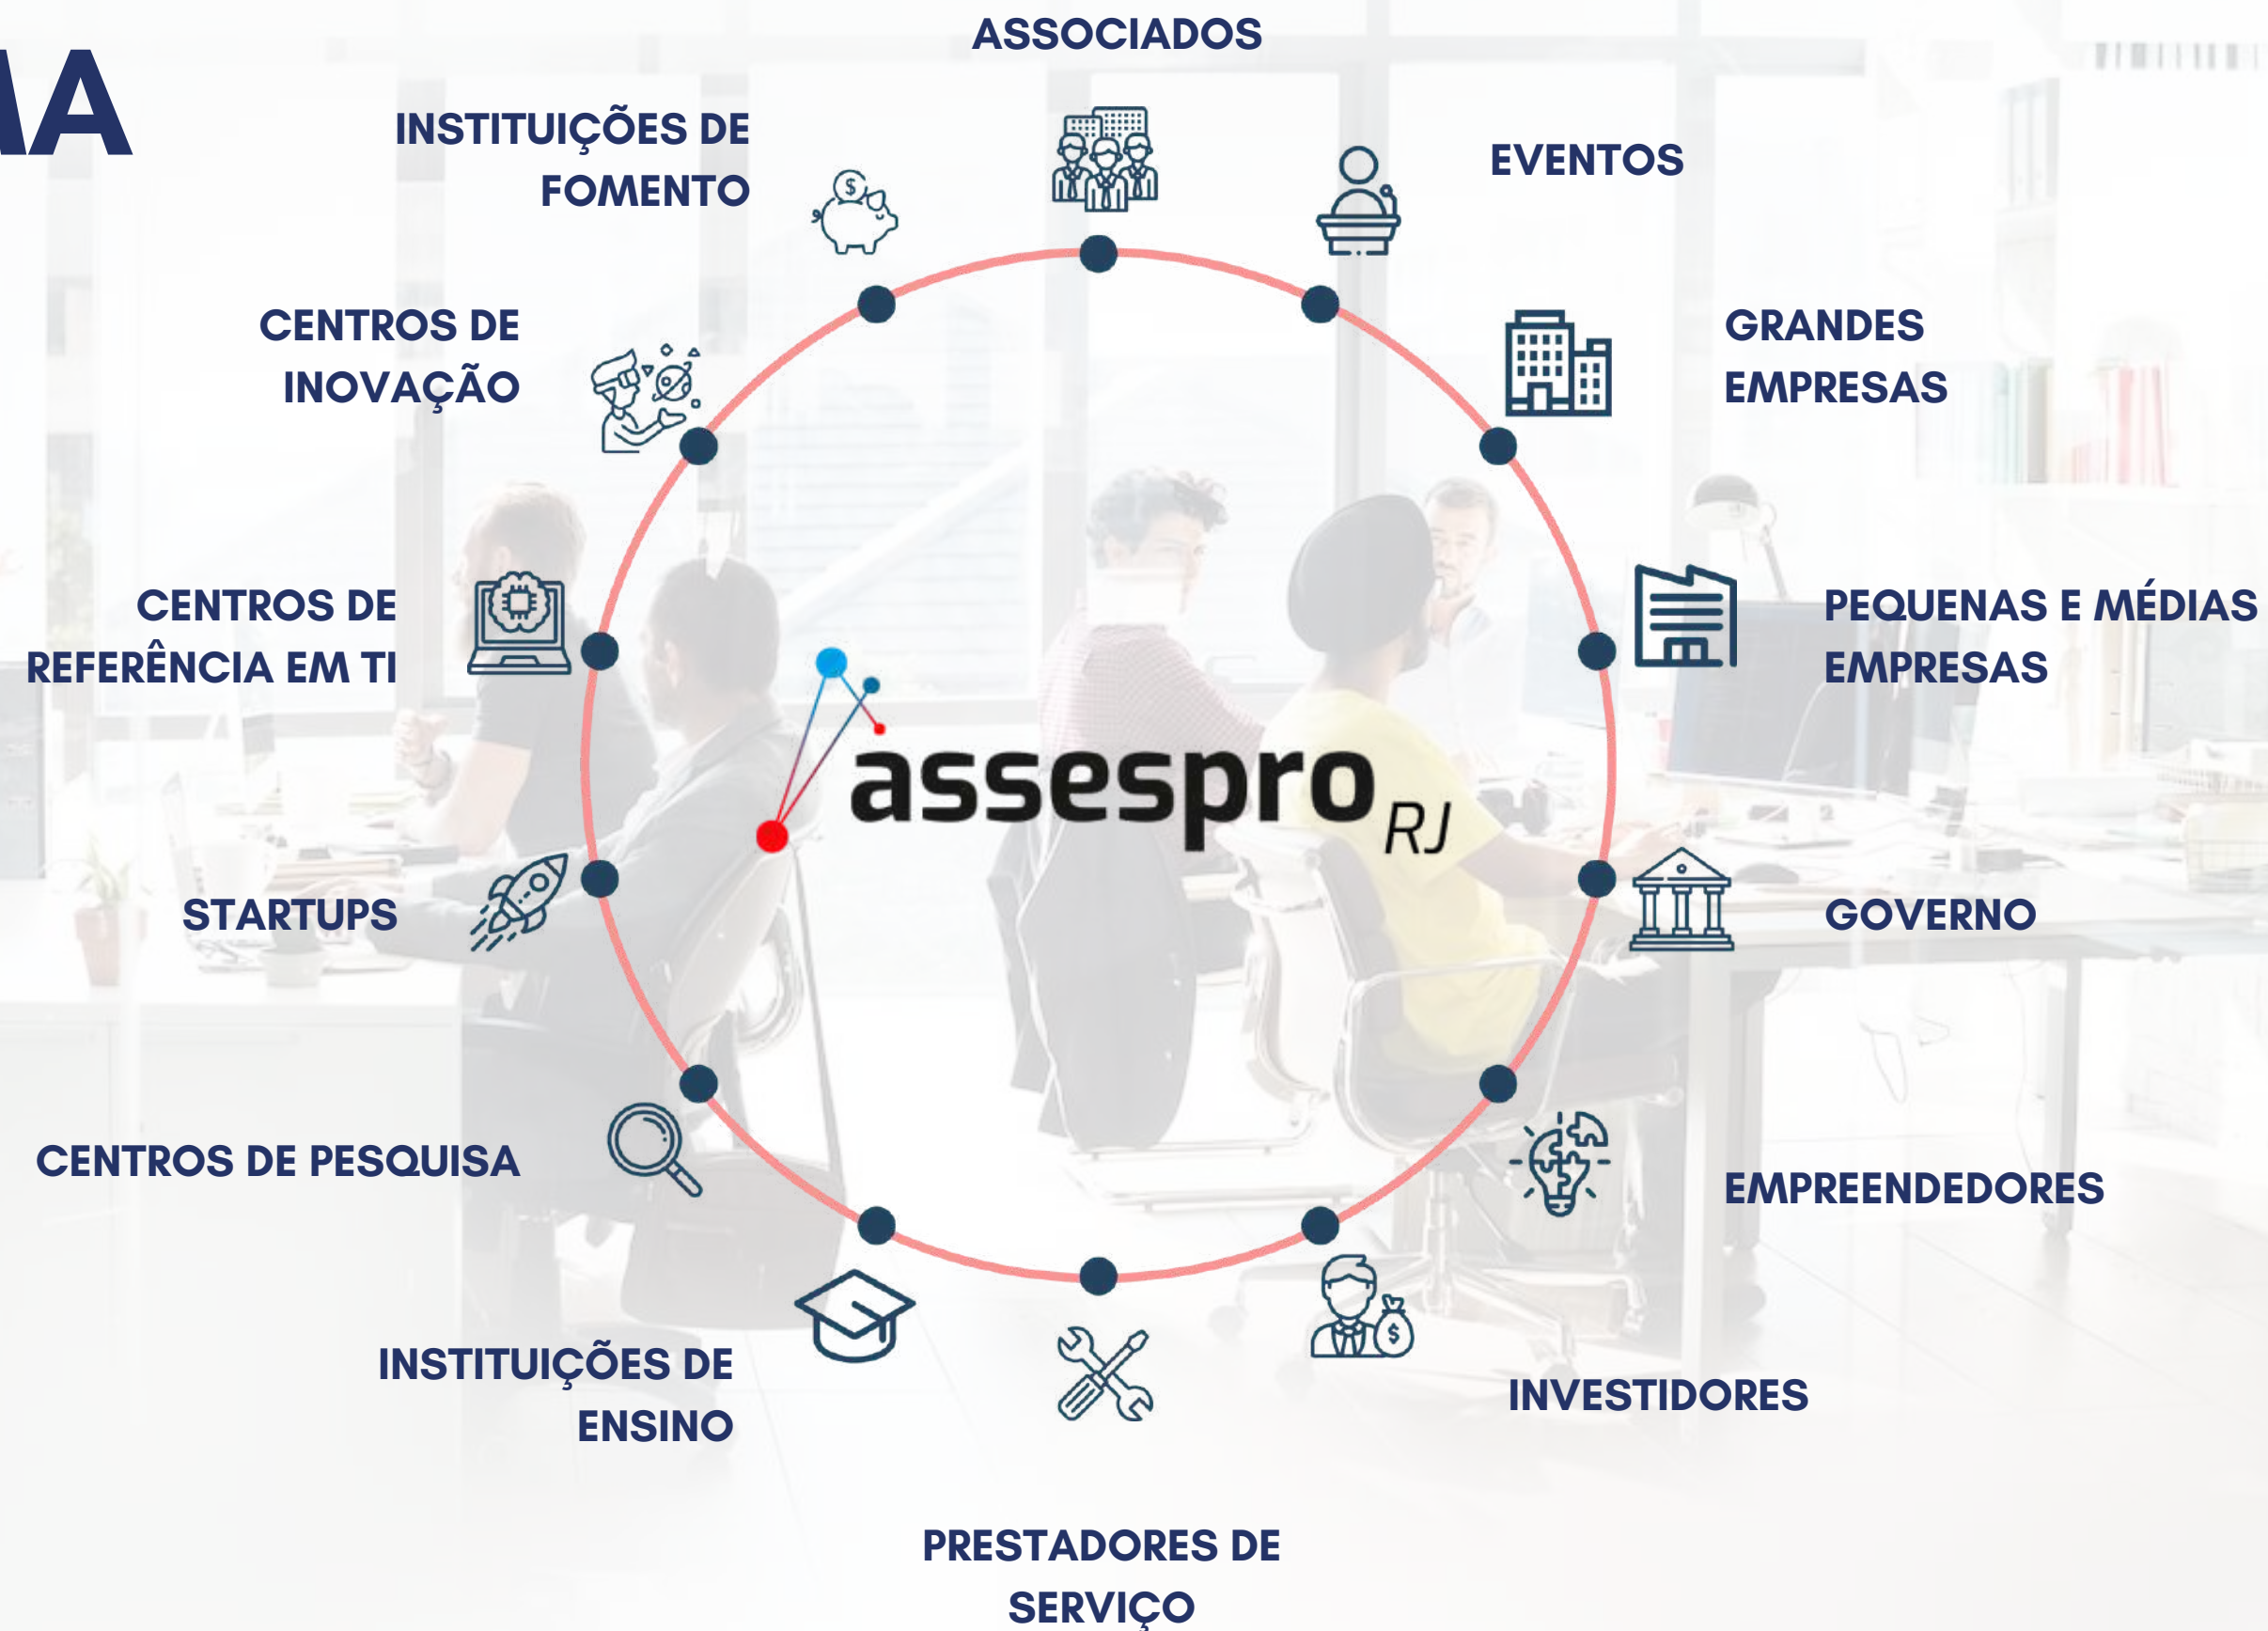 MA
ASSOCIADOS
INSTITUIÇÕES DE
FOMENTO
EVENTOS
CENTROS DE
INOVAÇÃO
GRANDES
EMPRESAS
CENTROS DE
REFERÊNCIA EM TI
PEQUENAS E MÉDIAS
EMPRESAS
assespro RJ
STARTUPS
GOVERNO
CENTROS DE PESQUISA
EMPREENDEDORES
INSTITUIÇÕES DE
ENSINO
INVESTIDORES
PRESTADORES DE
SERVIÇO